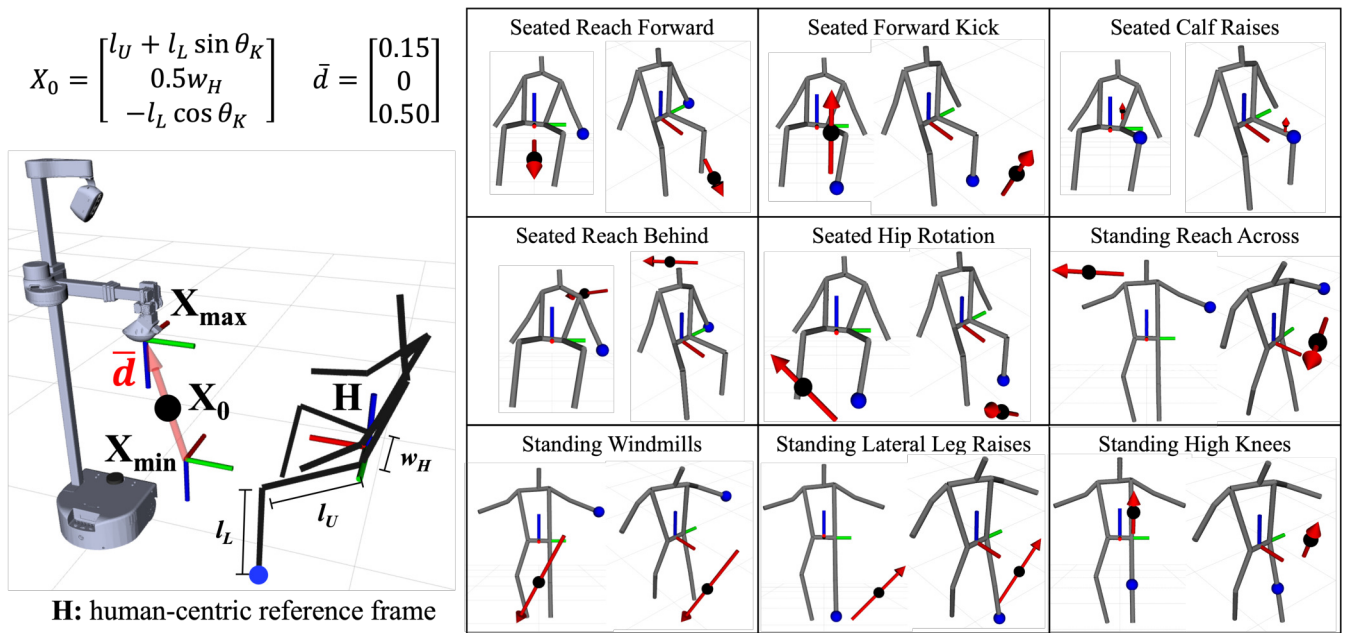 X₀ = [l_U + l_L sin θ_K
0.5w_H
−l_L cos θ_K]
d̄ = [0.15
0
0.50]
X_max
d̄
X₀
H
X_min
w_H
l_U
l_L
H: human-centric reference frame
Seated Reach Forward
Seated Forward Kick
Seated Calf Raises
Seated Reach Behind
Seated Hip Rotation
Standing Reach Across
Standing Windmills
Standing Lateral Leg Raises
Standing High Knees